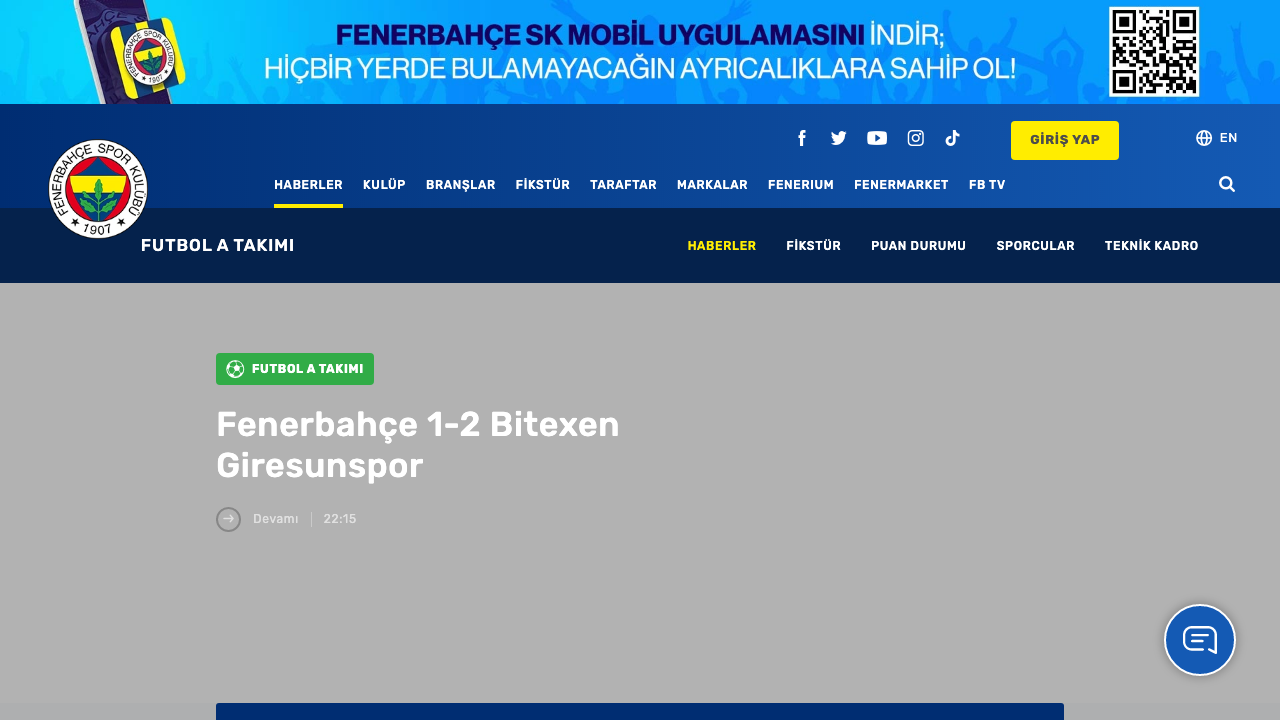 FENERBAHÇE SK MOBİL UYGULAMASINI İNDİR;
HİÇBİR YERDE BULAMAYACAĞIN AYRICALIKLARA SAHİP OL!
GİRİŞ YAP
EN
HABERLER KULÜP BRANŞLAR FİKSTÜR TARAFTAR MARKALAR FENERIUM FENERMARKET FB TV
FENERBAHÇE SPOR KULÜBÜ
1907
FUTBOL A TAKIMI
HABERLER FİKSTÜR PUAN DURUMU SPORCULAR TEKNİK KADRO
FUTBOL A TAKIMI
Fenerbahçe 1-2 Bitexen
Giresunspor
Devamı 22:15